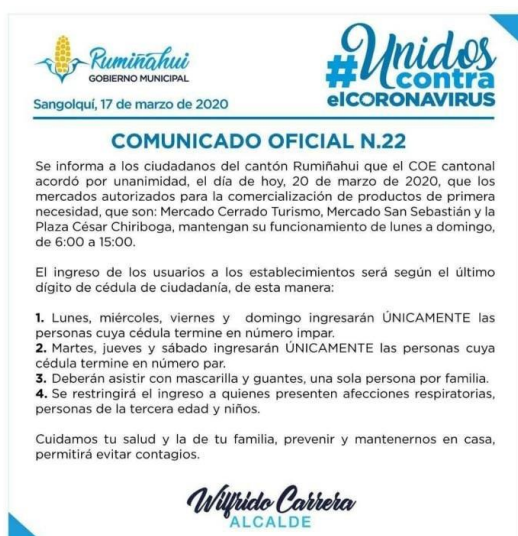 Rumiñahui
GOBIERNO MUNICIPAL
#Unidos
contra
elCORONAVIRUS
Sangolquí, 17 de marzo de 2020
COMUNICADO OFICIAL N.22
Se informa a los ciudadanos del cantón Rumiñahui que el COE cantonal
acordó por unanimidad, el día de hoy, 20 de marzo de 2020, que los
mercados autorizados para la comercialización de productos de primera
necesidad, que son: Mercado Cerrado Turismo, Mercado San Sebastián y la
Plaza César Chiriboga, mantengan su funcionamiento de lunes a domingo,
de 6:00 a 15:00.
El ingreso de los usuarios a los establecimientos será según el último
dígito de cédula de ciudadanía, de esta manera:
1. Lunes, miércoles, viernes y domingo ingresarán ÚNICAMENTE las
personas cuya cédula termine en número impar.
2. Martes, jueves y sábado ingresarán ÚNICAMENTE las personas cuya
cédula termine en número par.
3. Deberán asistir con mascarilla y guantes, una sola persona por familia.
4. Se restringirá el ingreso a quienes presenten afecciones respiratorias,
personas de la tercera edad y niños.
Cuidamos tu salud y la de tu familia, prevenir y mantenernos en casa,
permitirá evitar contagios.
Wilfrido Carrera
ALCALDE